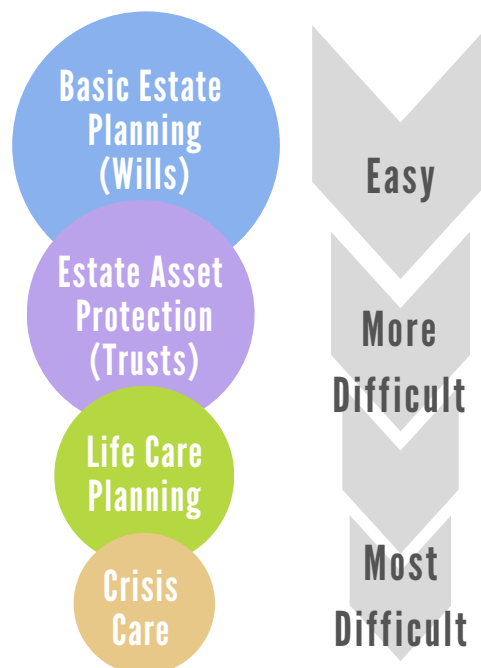 Basic Estate
Planning
(Wills)
Easy
Estate Asset
Protection
(Trusts)
More
Difficult
Life Care
Planning
Crisis
Care
Most
Difficult